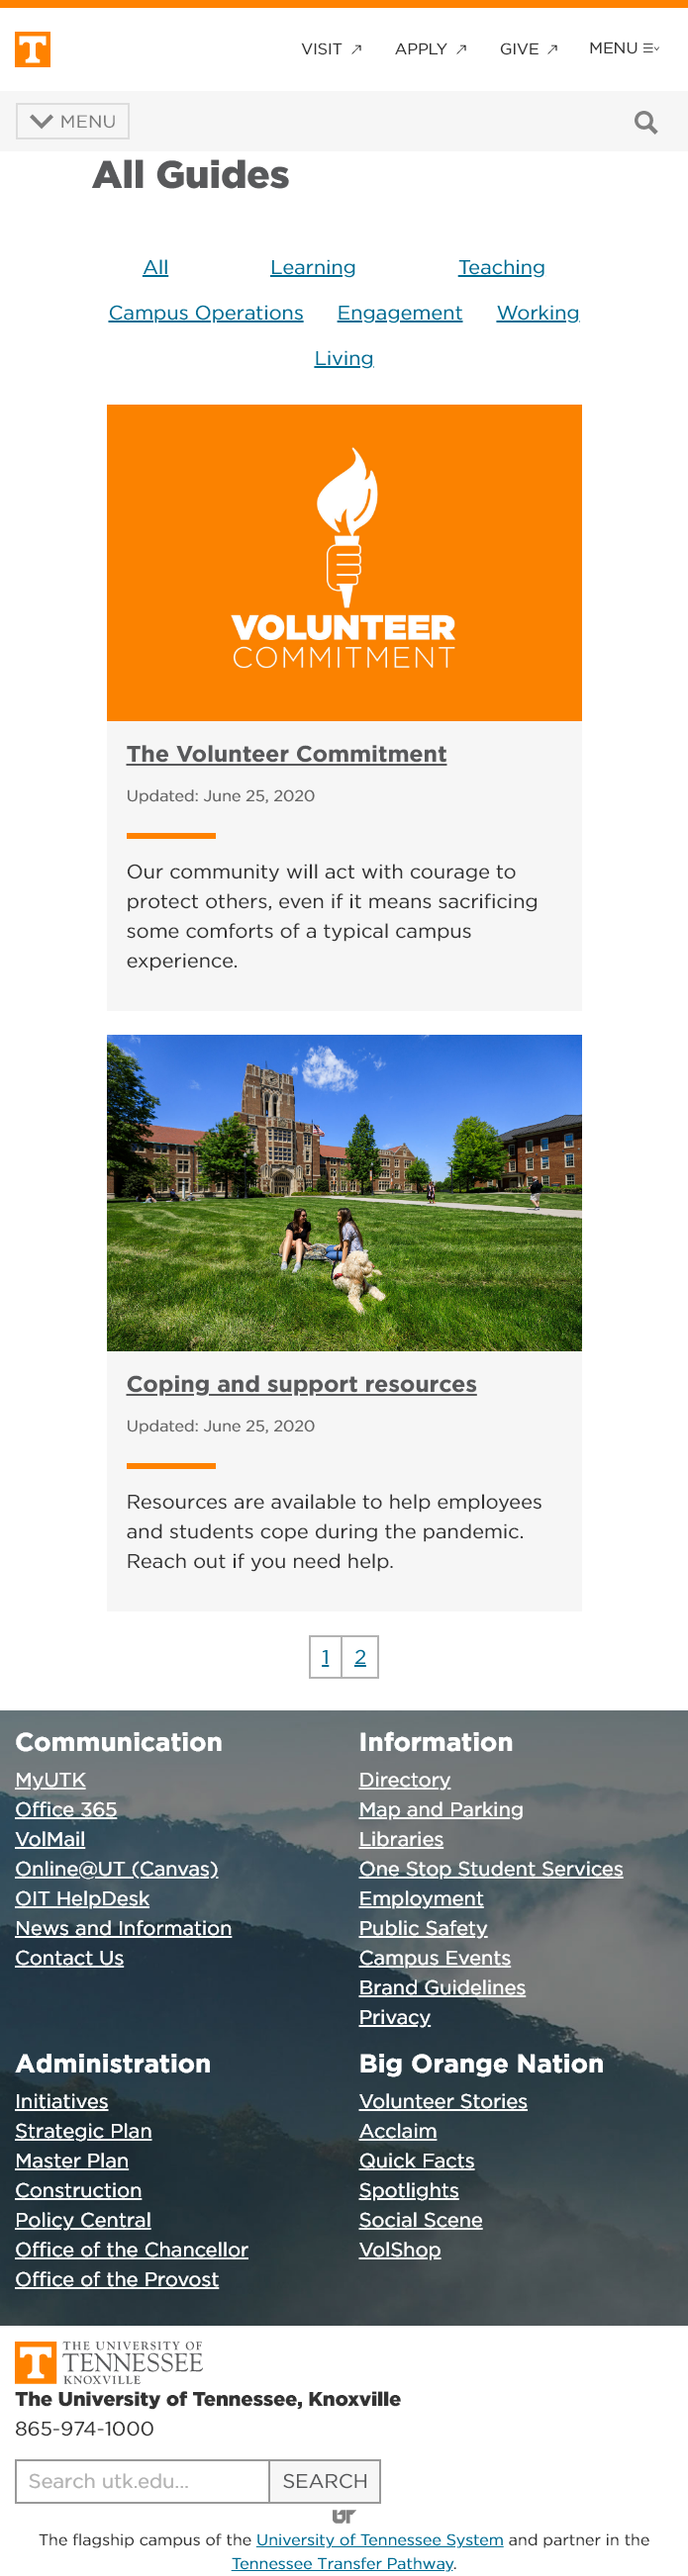 T
VISIT ↗ APPLY ↗ GIVE ↗ MENU
MENU
All Guides
All Learning Teaching
Campus Operations Engagement Working
Living
VOLUNTEER
COMMITMENT
The Volunteer Commitment
Updated: June 25, 2020
Our community will act with courage to
protect others, even if it means sacrificing
some comforts of a typical campus
experience.
Coping and support resources
Updated: June 25, 2020
Resources are available to help employees
and students cope during the pandemic.
Reach out if you need help.
1 2
Communication
MyUTK
Office 365
VolMail
Online@UT (Canvas)
OIT HelpDesk
News and Information
Contact Us
Information
Directory
Map and Parking
Libraries
One Stop Student Services
Employment
Public Safety
Campus Events
Brand Guidelines
Privacy
Administration
Initiatives
Strategic Plan
Master Plan
Construction
Policy Central
Office of the Chancellor
Office of the Provost
Big Orange Nation
Volunteer Stories
Acclaim
Quick Facts
Spotlights
Social Scene
VolShop
T
THE UNIVERSITY OF
TENNESSEE
KNOXVILLE
The University of Tennessee, Knoxville
865-974-1000
Search utk.edu... SEARCH
The flagship campus of the University of Tennessee System and partner in the
Tennessee Transfer Pathway.